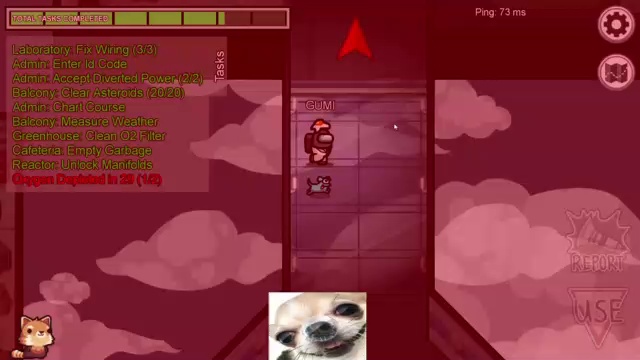 TOTAL TASKS COMPLETED
Ping: 73 ms
Laboratory: Fix Wiring (3/3)
Admin: Enter Id Code
Admin: Accept Diverted Power (2/2)
Balcony: Clear Asteroids (20/20)
Admin: Chart Course
Balcony: Measure Weather
Greenhouse: Clean O2 Filter
Cafeteria: Empty Garbage
Reactor: Unlock Manifolds
Oxygen Depleted in 29 (1/2)
Tasks
GUMI
REPORT
USE